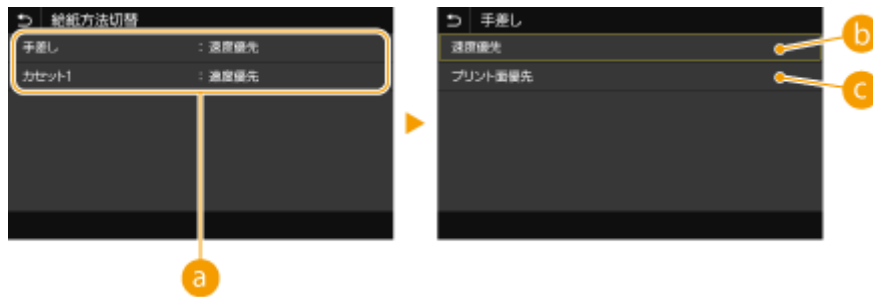 給紙方法切替
手差し : 速度優先
カセット1 : 速度優先
a
手差し
速度優先
プリント面優先
b
c